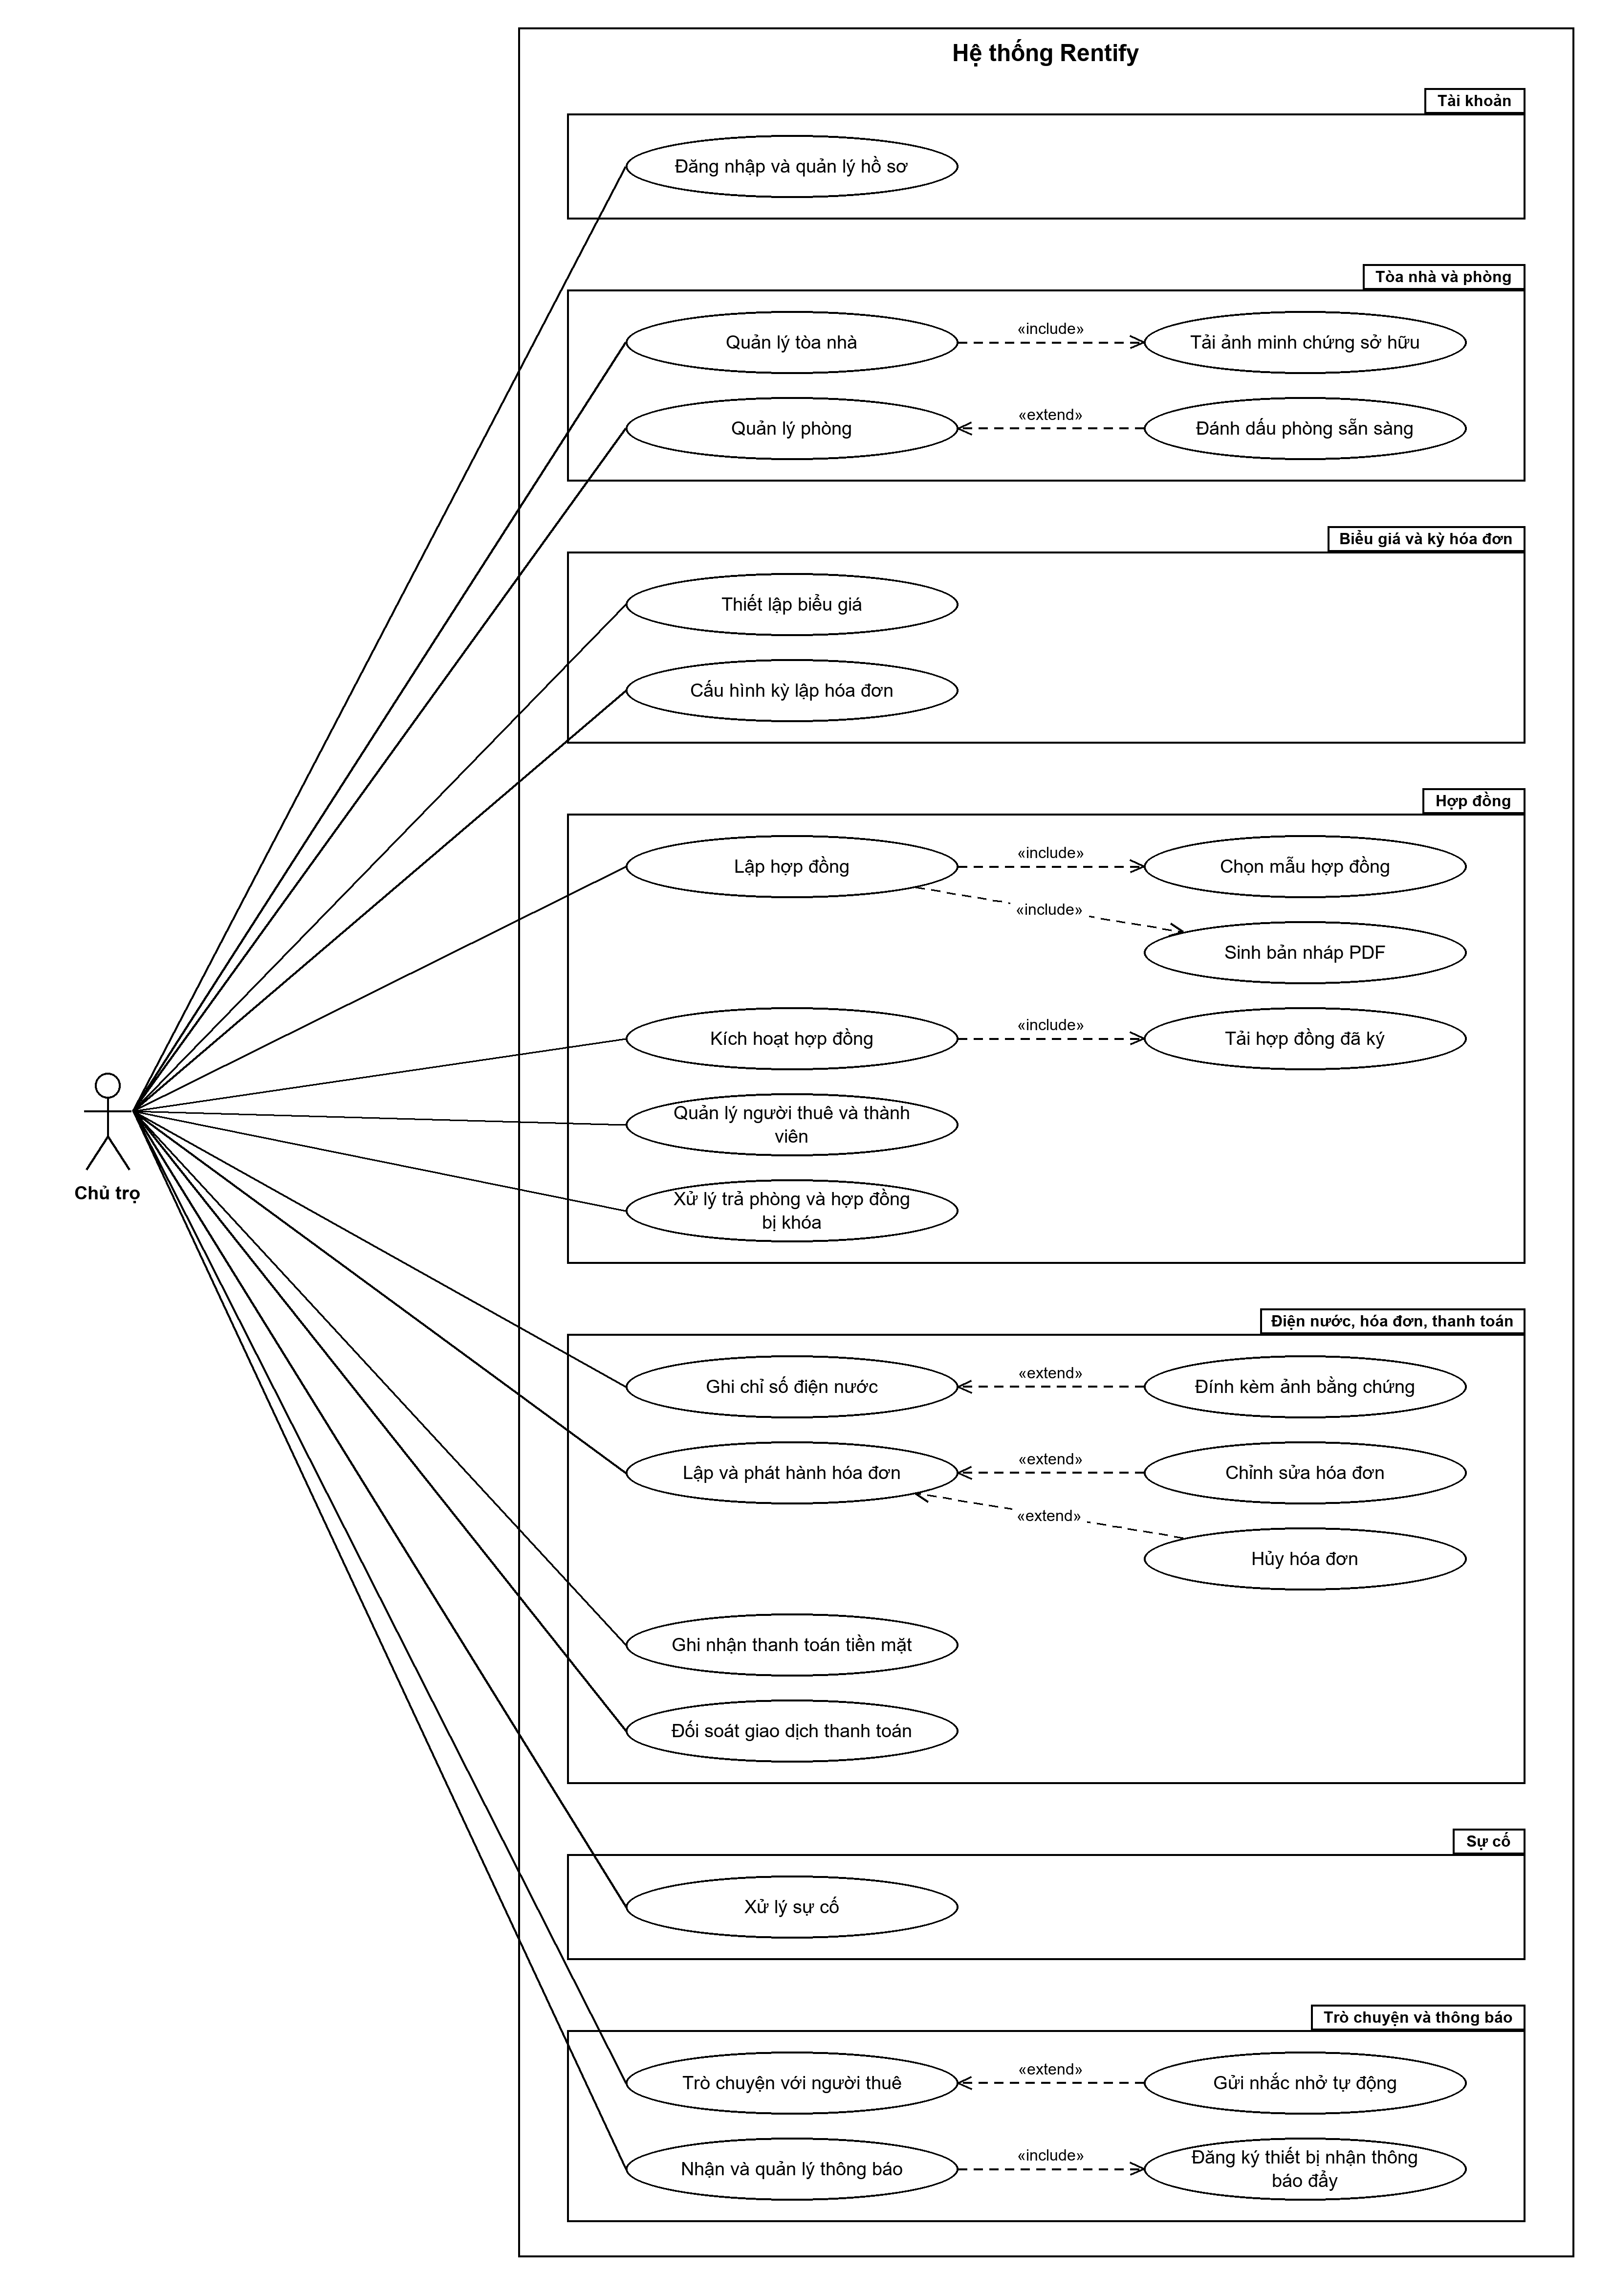 Hệ thống Rentify
Tài khoản
Đăng nhập và quản lý hồ sơ
Tòa nhà và phòng
Quản lý tòa nhà
«include»
Tải ảnh minh chứng sở hữu
Quản lý phòng
«extend»
Đánh dấu phòng sẵn sàng
Biểu giá và kỳ hóa đơn
Thiết lập biểu giá
Cấu hình kỳ lập hóa đơn
Hợp đồng
Lập hợp đồng
«include»
Chọn mẫu hợp đồng
«include»
Sinh bản nháp PDF
Kích hoạt hợp đồng
«include»
Tải hợp đồng đã ký
Quản lý người thuê và thành
viên
Chủ trọ
Xử lý trả phòng và hợp đồng
bị khóa
Điện nước, hóa đơn, thanh toán
Ghi chỉ số điện nước
«extend»
Đính kèm ảnh bằng chứng
Lập và phát hành hóa đơn
«extend»
Chỉnh sửa hóa đơn
«extend»
Hủy hóa đơn
Ghi nhận thanh toán tiền mặt
Đối soát giao dịch thanh toán
Sự cố
Xử lý sự cố
Trò chuyện và thông báo
Trò chuyện với người thuê
«extend»
Gửi nhắc nhở tự động
Nhận và quản lý thông báo
«include»
Đăng ký thiết bị nhận thông
báo đẩy